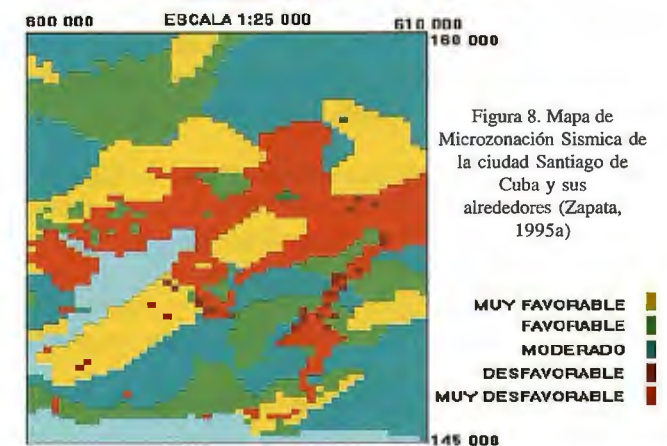 600 000
ESCALA 1:25 000
610 000
160 000
Figura 8. Mapa de
Microzonación Sismica de
la ciudad Santiago de
Cuba y sus
alrededores (Zapata,
1995a)
MUY FAVORABLE
FAVORABLE
MODERADO
DESFAVORABLE
MUY DESFAVORABLE
145 000